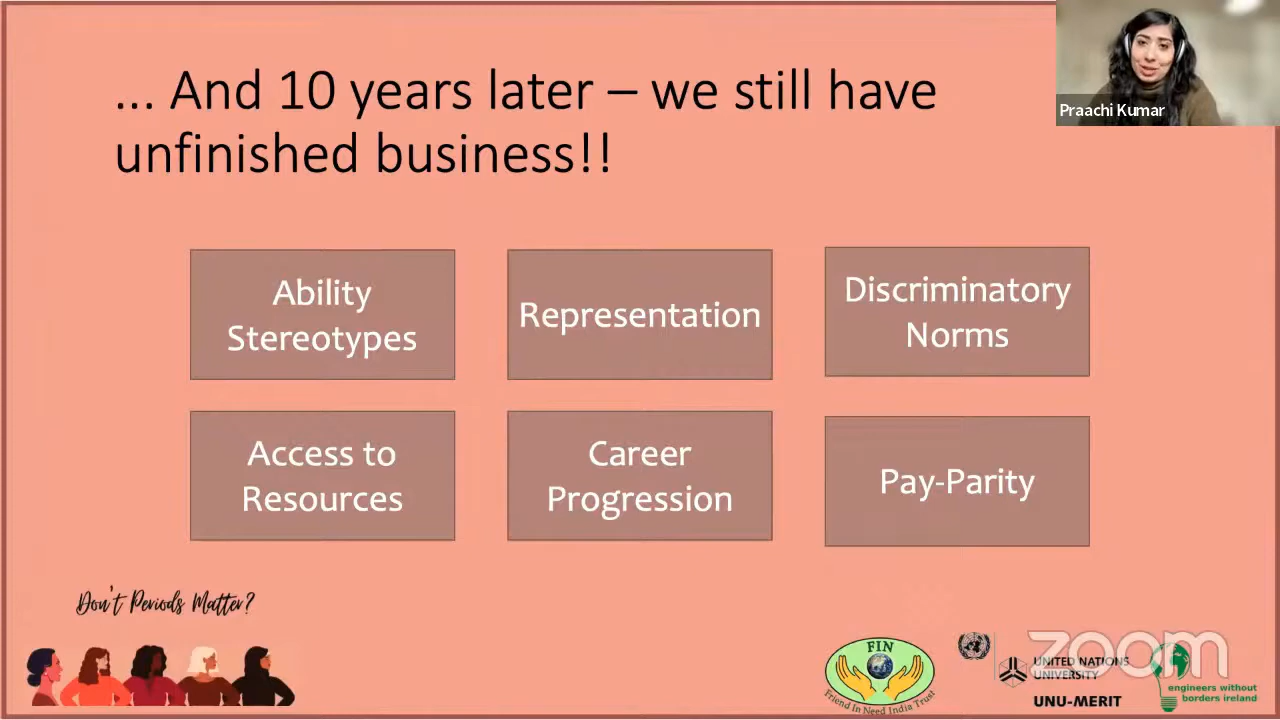 ... And 10 years later – we still have
unfinished business!!
Praachi Kumar
Ability
Stereotypes
Representation
Discriminatory
Norms
Access to
Resources
Career
Progression
Pay-Parity
Don't Periods Matter?
FIN
Friend In Need India Trust
UNITED NATIONS
UNIVERSITY
UNU-MERIT
zoom
engineers without
borders ireland